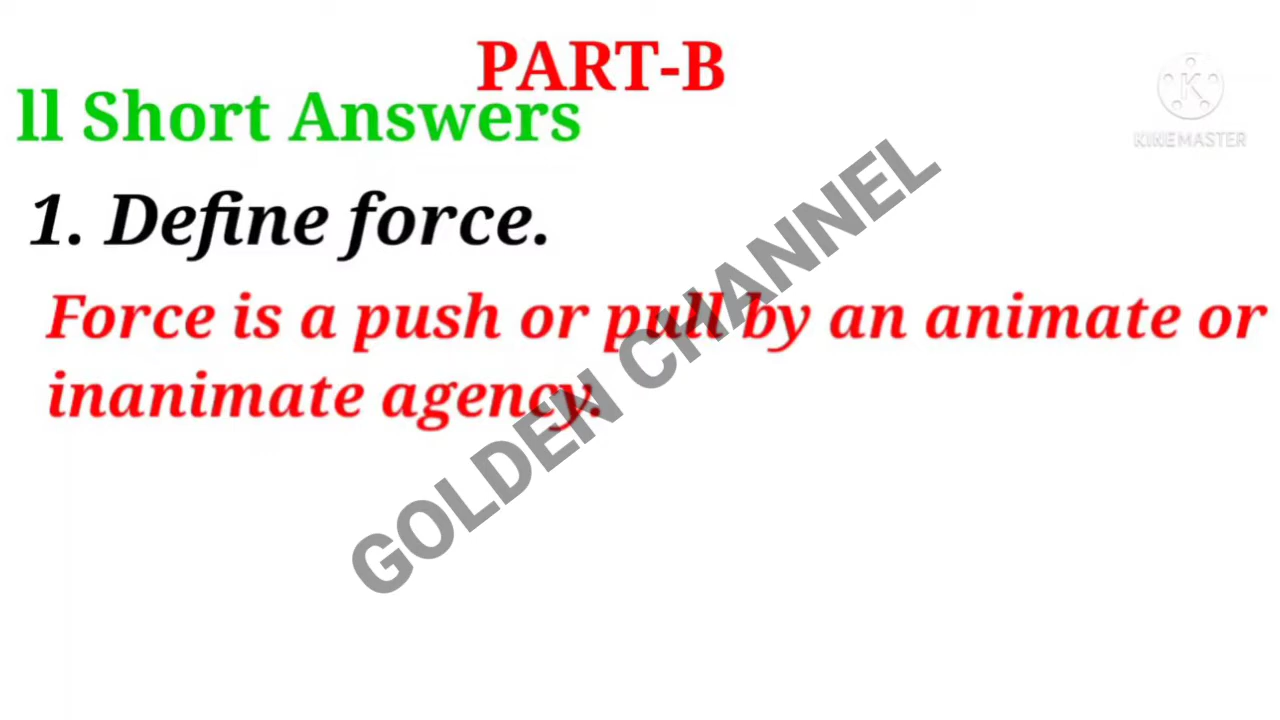 PART-B
ll Short Answers
KINEMASTER
1. Define force.
Force is a push or pull by an animate or
inanimate agency.
GOLDEN CHANNEL